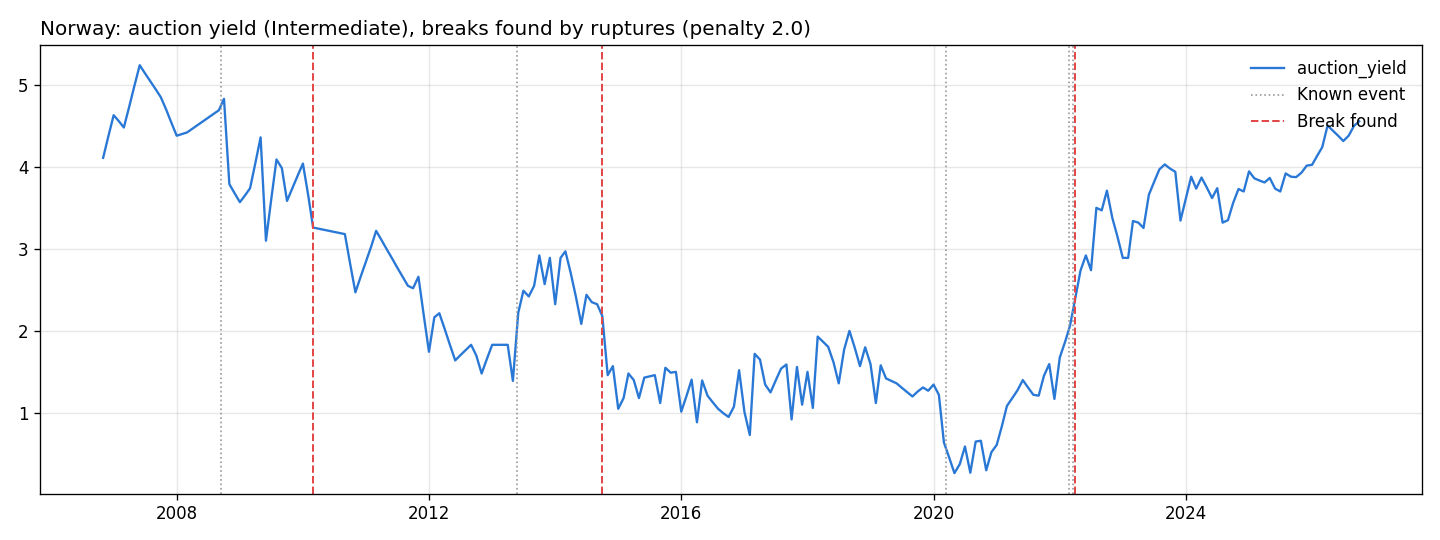 Norway: auction yield (Intermediate), breaks found by ruptures (penalty 2.0)
auction_yield
Known event
Break found
5
4
3
2
1
2008
2012
2016
2020
2024